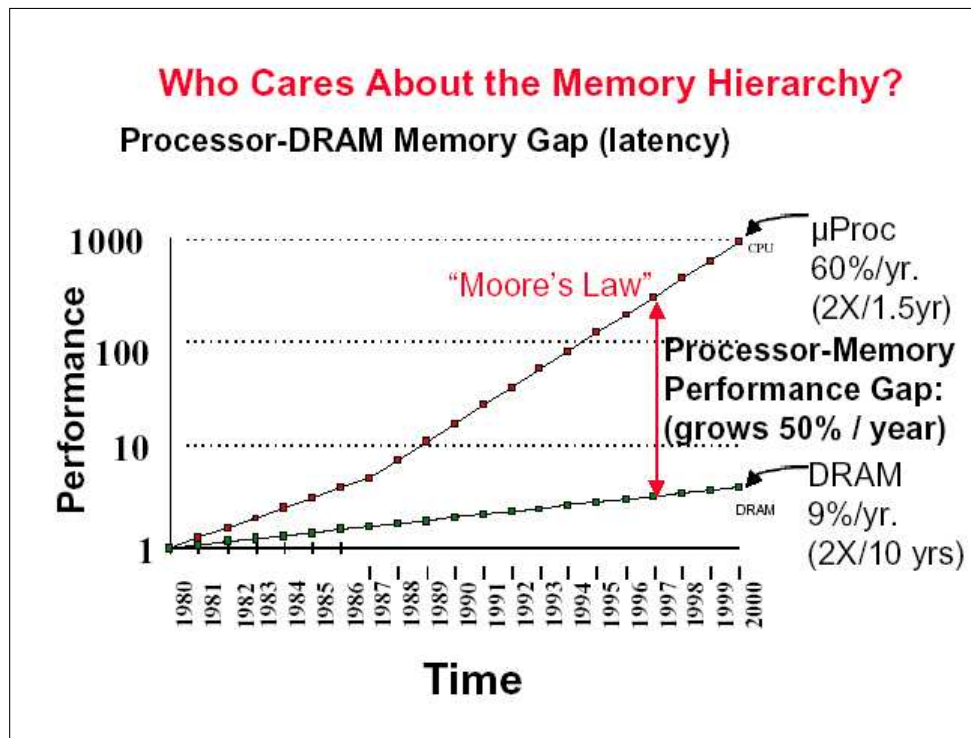 Who Cares About the Memory Hierarchy?
Processor-DRAM Memory Gap (latency)
1000
100
10
1
Performance
"Moore's Law"
CPU
µProc
60%/yr.
(2X/1.5yr)
Processor-Memory
Performance Gap:
(grows 50% / year)
DRAM
DRAM
9%/yr.
(2X/10 yrs)
1980
1981
1982
1983
1984
1985
1986
1987
1988
1989
1990
1991
1992
1993
1994
1995
1996
1997
1998
1999
2000
Time